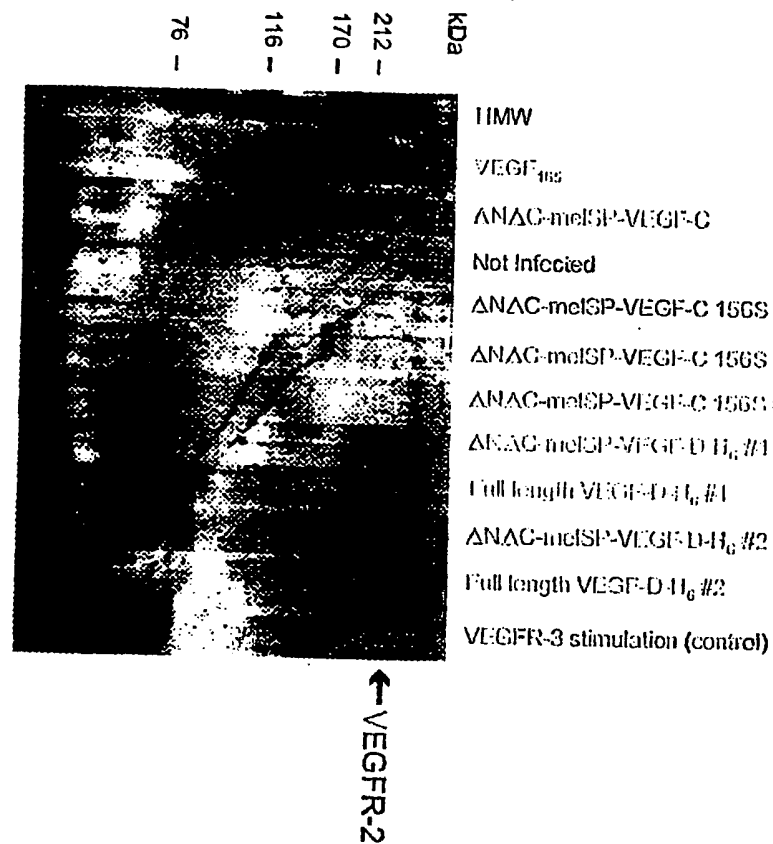 kDa
212 –
170 –
116 –
76 –
HMW
VEGF₁₆₅
ΔNΔC-melSP-VEGF-C
Not Infected
ΔNΔC-melSP-VEGF-C 156S
ΔNΔC-melSP-VEGF-C 156S
ΔNΔC-melSP-VEGF-C 156S
ΔNΔC-melSP-VEGF-D-H₆ #1
Full length VEGF-D-H₆ #1
ΔNΔC-melSP-VEGF-D-H₆ #2
Full length VEGF-D-H₆ #2
VEGFR-3 stimulation (control)
←VEGFR-2